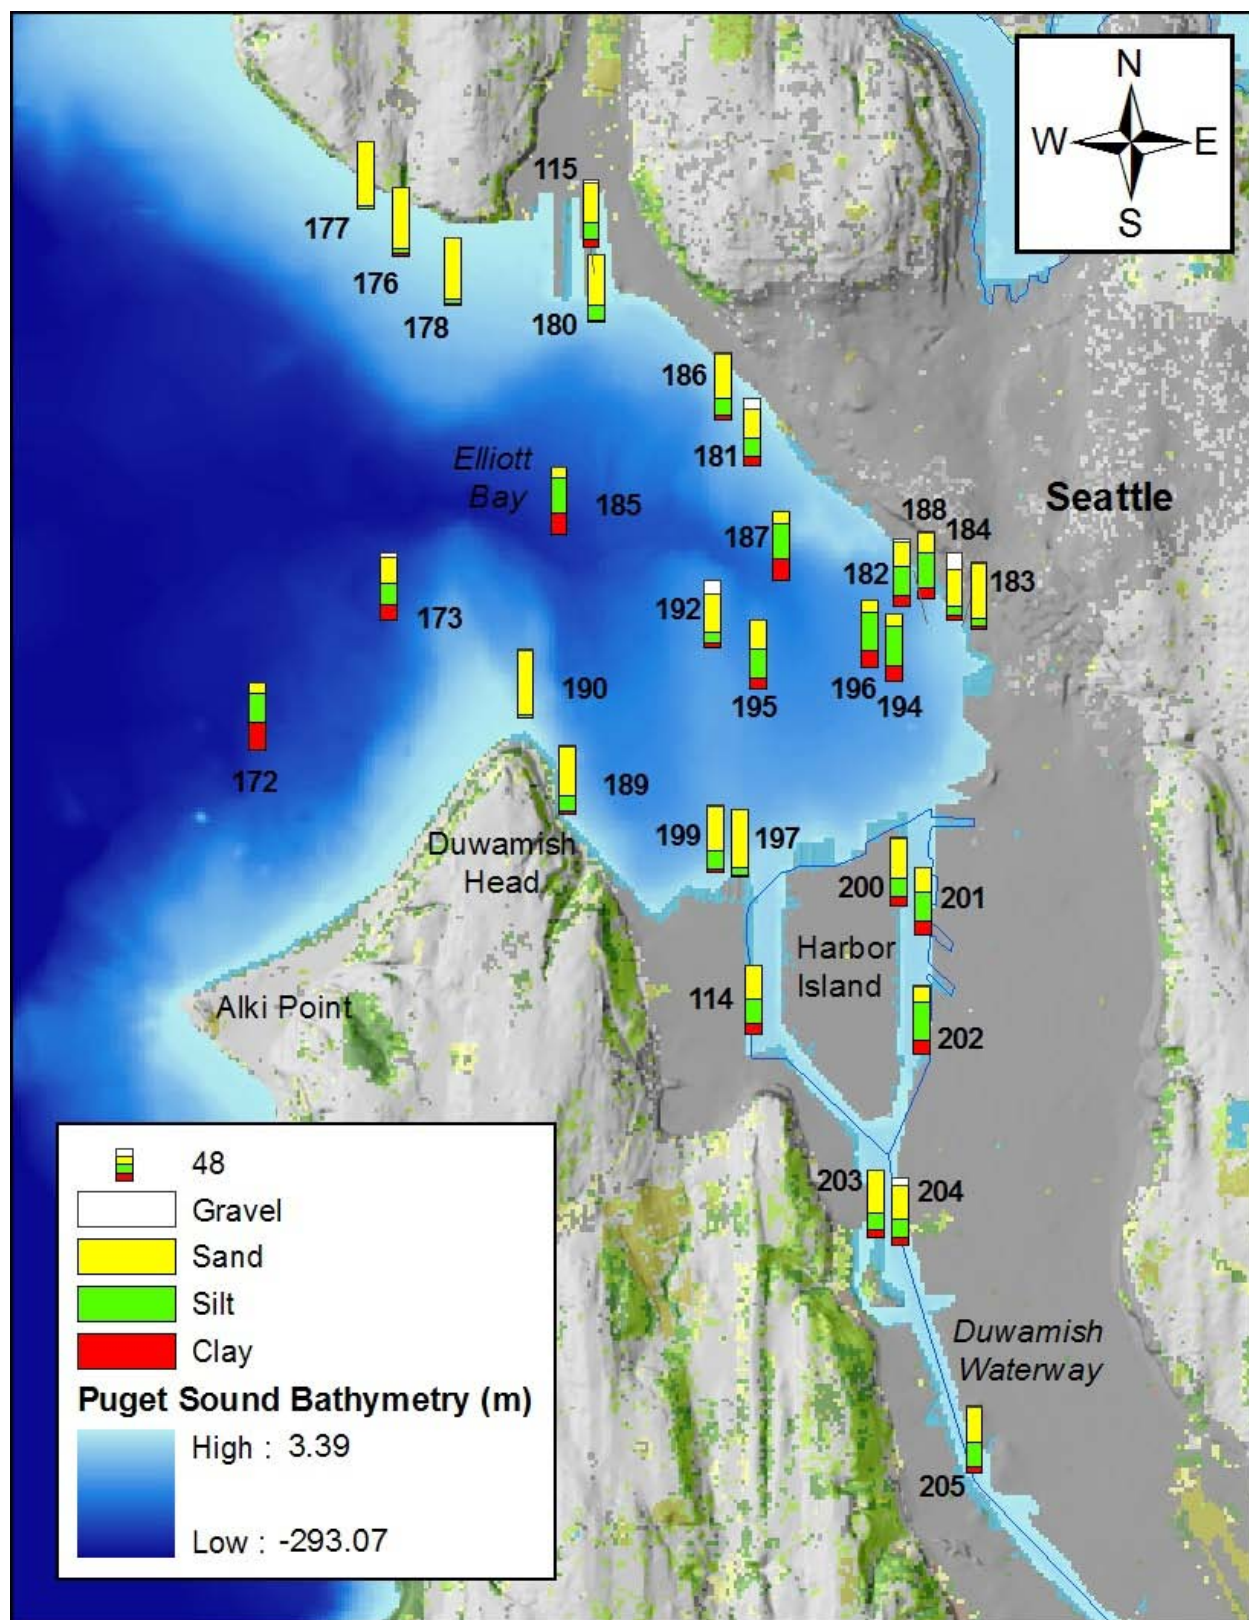 N
W E
S
115
177
176
178
180
186
181
Elliott
Bay
185
187
Seattle
188
184
182
183
173
192
190
195
196
194
172
189
199
197
Duwamish
Head
200
201
Harbor
Island
114
Alki Point
202
203
204
Duwamish
Waterway
205
48
Gravel
Sand
Silt
Clay
Puget Sound Bathymetry (m)
High : 3.39
Low : -293.07